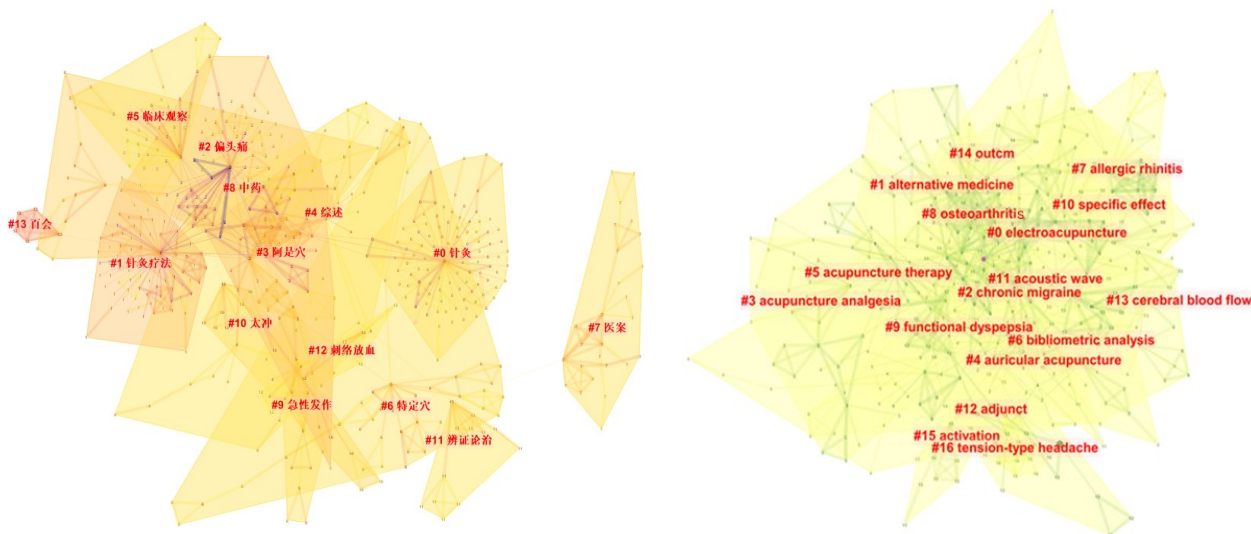 #5 临床观察
#2 偏头痛
#8 中药
#4 综述
#13 百会
#3 阿是穴
#1 针灸疗法
#0 针灸
#10 太冲
#7 医案
#12 刺络放血
#9 急性发作
#6 特定穴
#11 辨证论治
#14 outcm
#7 allergic rhinitis
#1 alternative medicine
#10 specific effect
#8 osteoarthritis
#0 electroacupuncture
#5 acupuncture therapy
#11 acoustic wave
#2 chronic migraine
#3 acupuncture analgesia
#13 cerebral blood flow
#9 functional dyspepsia
#6 bibliometric analysis
#4 auricular acupuncture
#12 adjunct
#15 activation
#16 tension-type headache